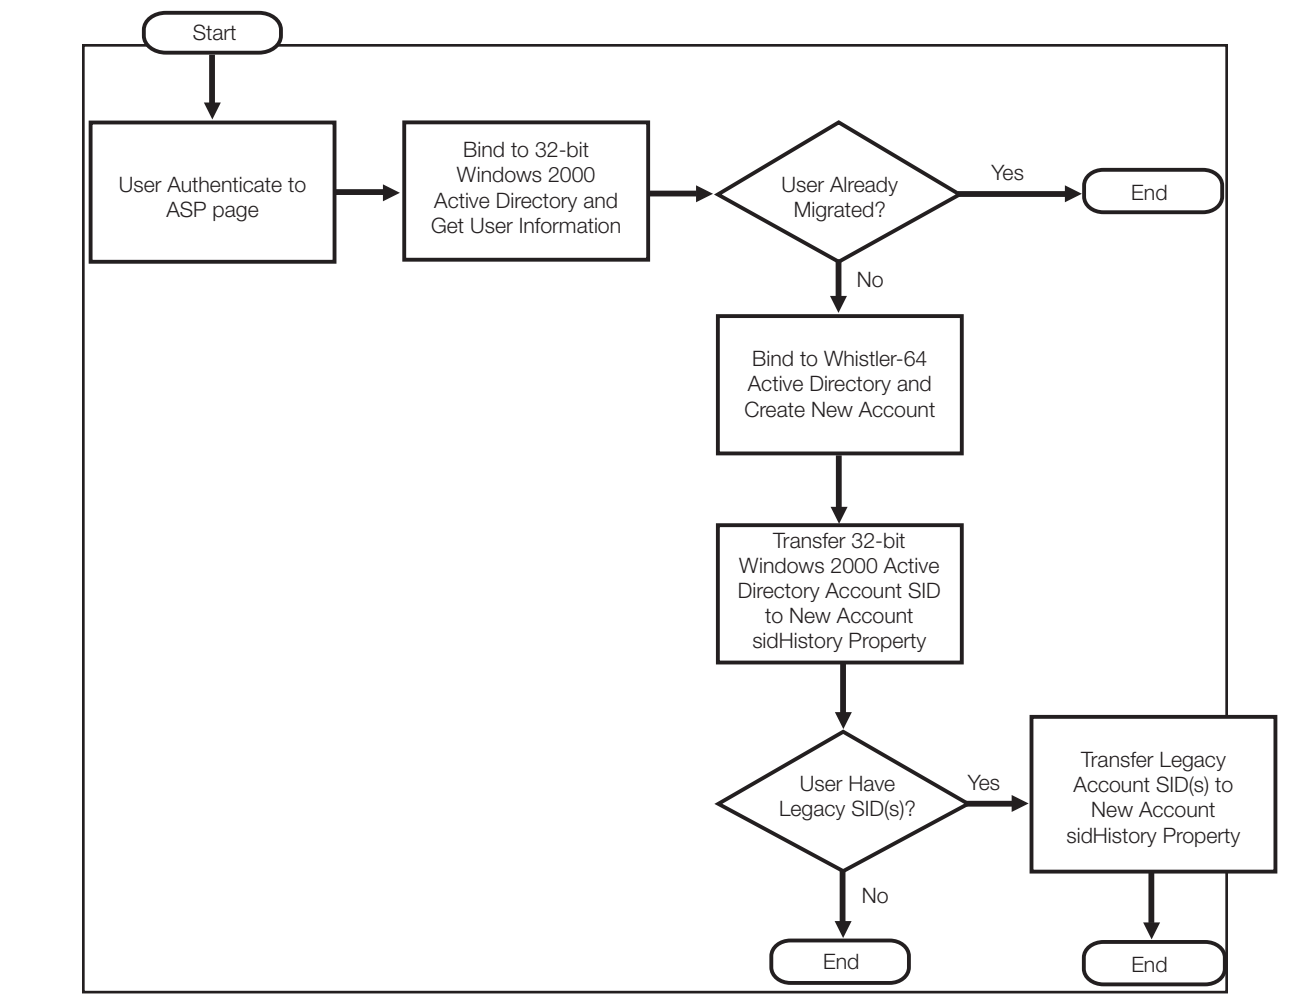 Start
User Authenticate to
ASP page
Bind to 32-bit
Windows 2000
Active Directory and
Get User Information
User Already
Migrated?
Yes
End
No
Bind to Whistler-64
Active Directory and
Create New Account
Transfer 32-bit
Windows 2000 Active
Directory Account SID
to New Account
sidHistory Property
User Have
Legacy SID(s)?
Yes
Transfer Legacy
Account SID(s) to
New Account
sidHistory Property
No
End
End